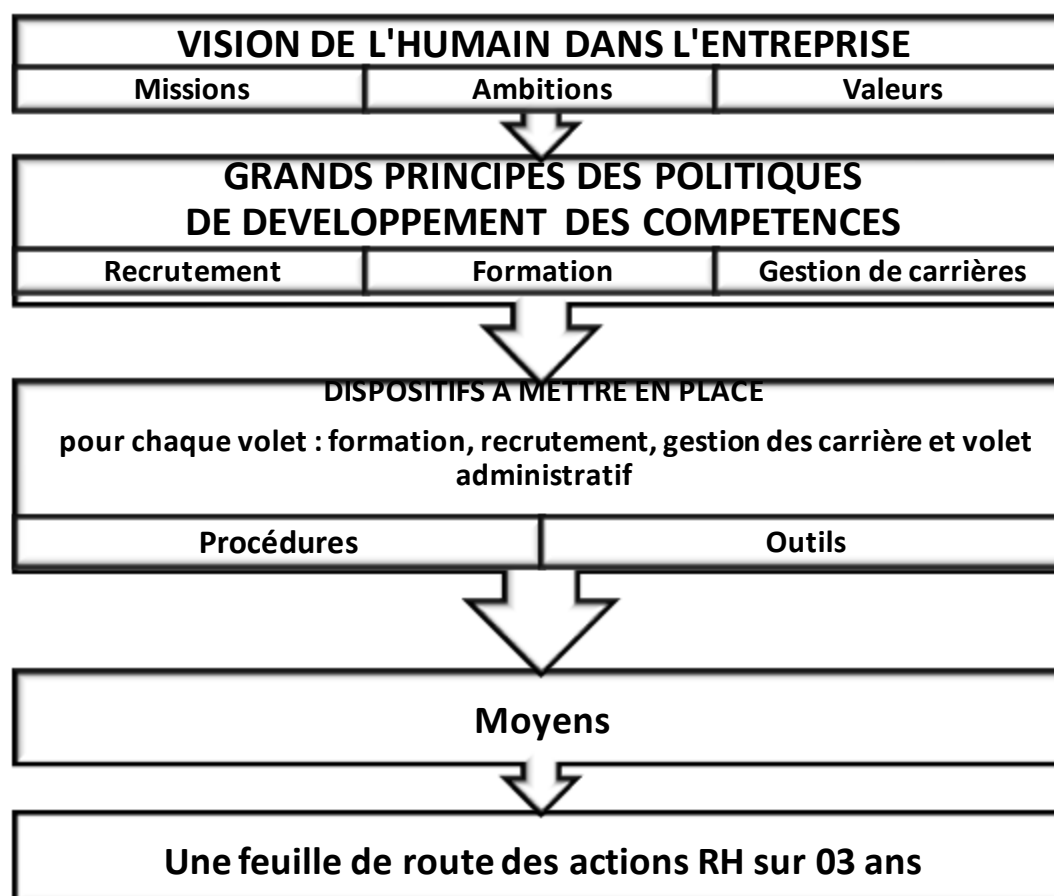 VISION DE L'HUMAIN DANS L'ENTREPRISE
Missions Ambitions Valeurs
GRANDS PRINCIPES DES POLITIQUES
DE DEVELOPPEMENT DES COMPETENCES
Recrutement Formation Gestion de carrières
DISPOSITIFS A METTRE EN PLACE
pour chaque volet : formation, recrutement, gestion des carrière et volet
administratif
Procédures Outils
Moyens
Une feuille de route des actions RH sur 03 ans